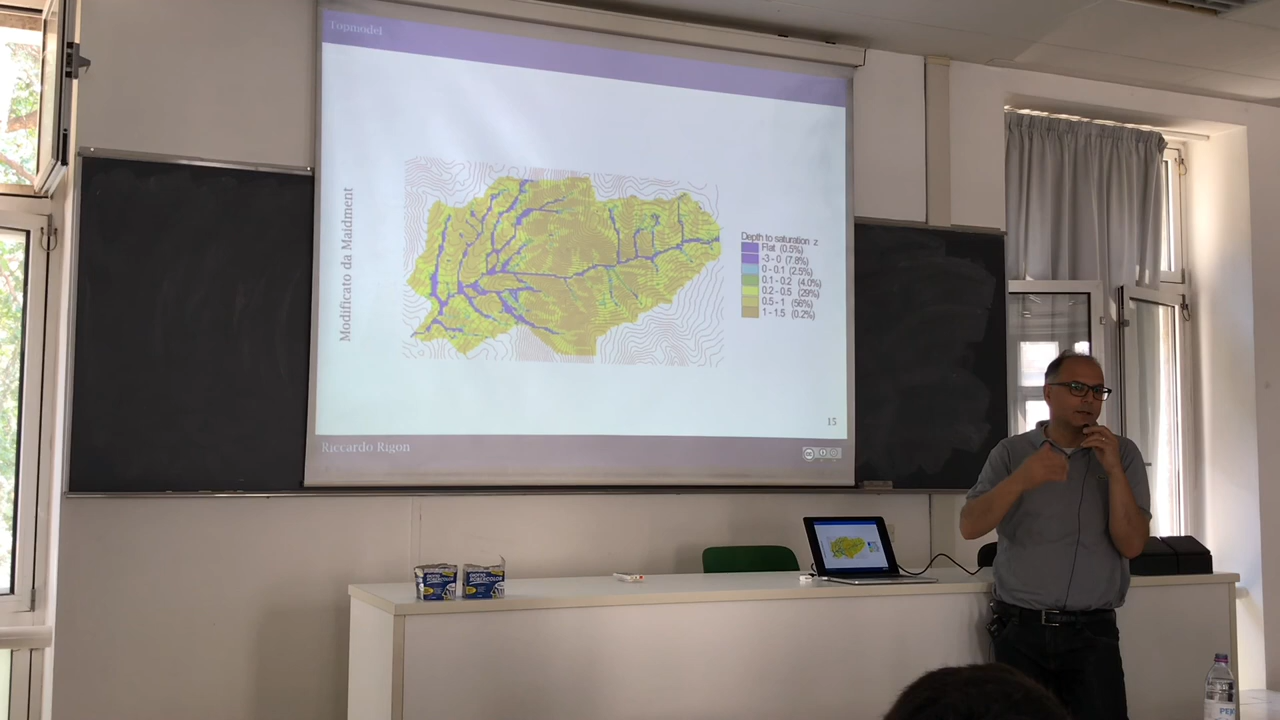 Topmodel
Modificato da Maidment
Depth to saturation z
Flat (0.5%)
-3 - 0 (7.8%)
0 - 0.1 (2.5%)
0.1 - 0.2 (4.0%)
0.2 - 0.5 (29%)
0.5 - 1 (56%)
1 - 1.5 (0.2%)
15
Riccardo Rigon